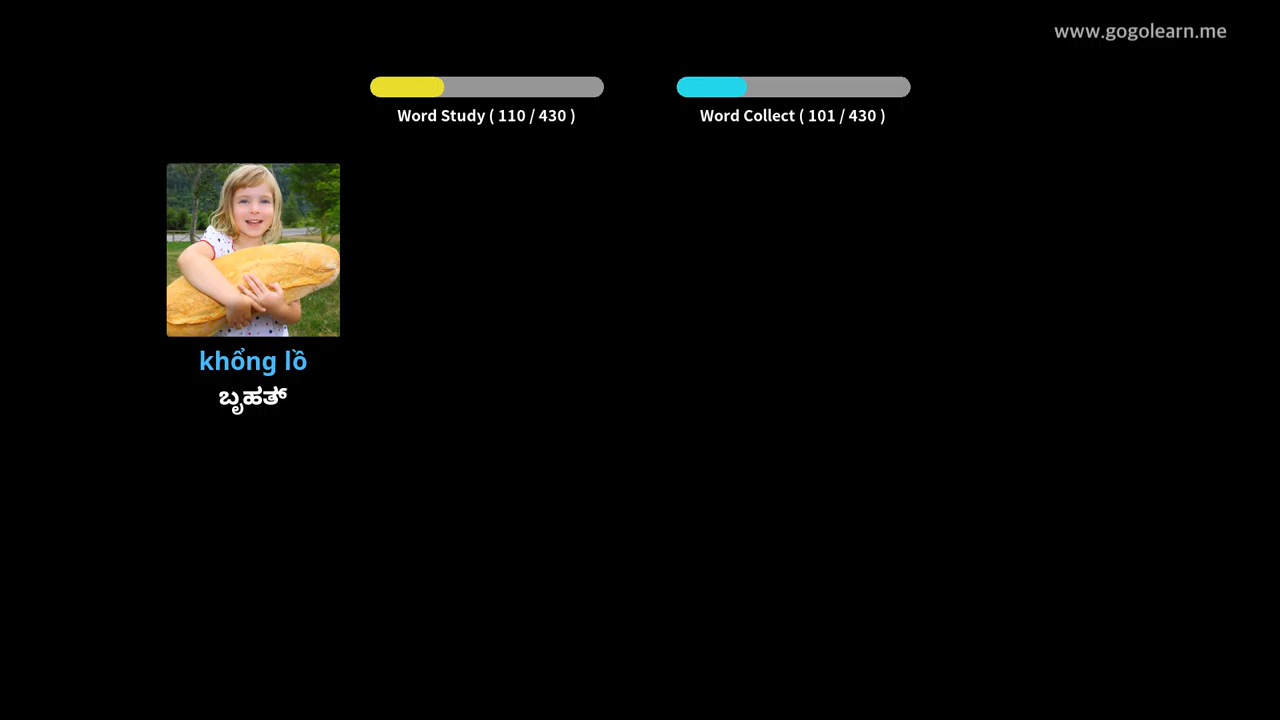 www.gogolearn.me
Word Study ( 110 / 430 )
Word Collect ( 101 / 430 )
khổng lồ
ಬೃಹತ್